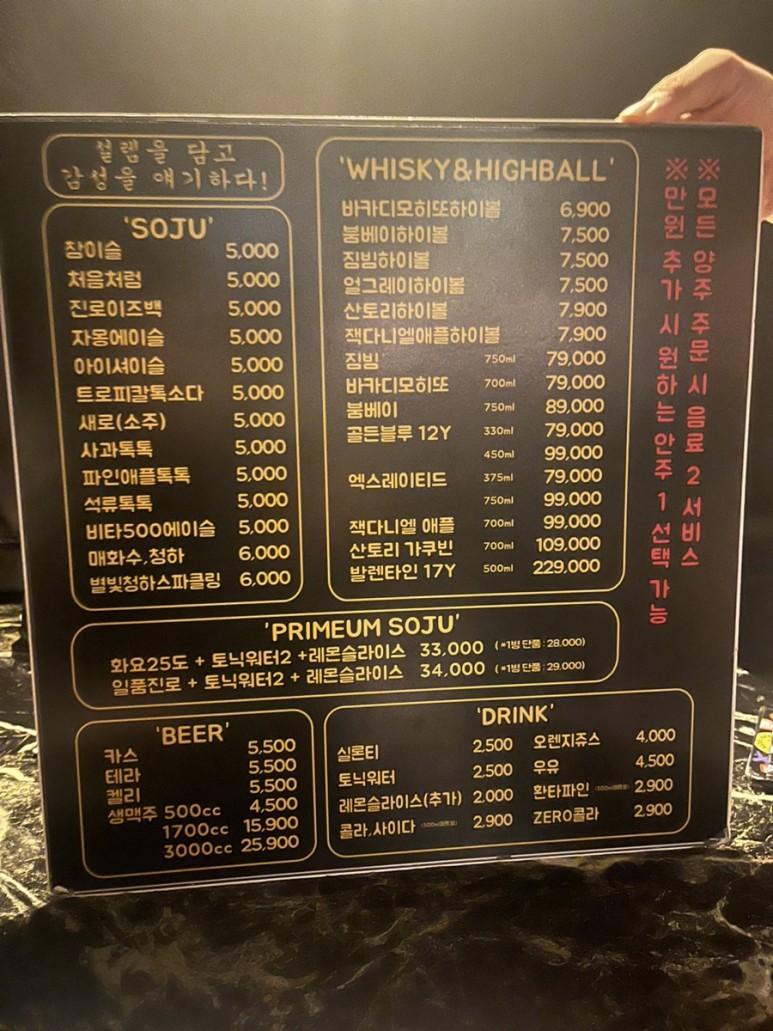 설렘을 담고
감성을 얘기하다!
'SOJU'
참이슬 5,000
처음처럼 5,000
진로이즈백 5,000
자몽에이슬 5,000
아이셔이슬 5,000
트로피칼톡소다 5,000
새로(소주) 5,000
사과톡톡 5,000
파인애플톡톡 5,000
석류톡톡 5,000
비타500에이슬 5,000
매화수,청하 6,000
별빛청하스파클링 6,000
'WHISKY&HIGHBALL'
바카디모히또하이볼 6,900
봄베이하이볼 7,500
짐빔하이볼 7,500
얼그레이하이볼 7,500
산토리하이볼 7,900
잭다니엘애플하이볼 7,900
짐빔 750ml 79,000
바카디모히또 700ml 79,000
봄베이 750ml 89,000
골든블루 12Y 330ml 79,000
450ml 99,000
엑스레이티드 375ml 79,000
750ml 99,000
잭다니엘 애플 700ml 99,000
산토리 가쿠빈 700ml 109,000
발렌타인 17Y 500ml 229,000
※모든 양주 주문 시 음료 2 서비스
※만원 추가 시 원하는 안주 1 선택 가능
'PRIMEUM SOJU'
화요25도 + 토닉워터2 +레몬슬라이스 33,000 (*1병 단품 : 28,000)
일품진로 + 토닉워터2 + 레몬슬라이스 34,000 (*1병 단품 : 29,000)
'BEER'
카스 5,500
테라 5,500
켈리 5,500
생맥주 500cc 4,500
1700cc 15,900
3000cc 25,900
'DRINK'
실론티 2,500
토닉워터 2,500
레몬슬라이스(추가) 2,000
콜라,사이다 2,900
오렌지쥬스 4,000
우유 4,500
환타파인 2,900
ZERO콜라 2,900